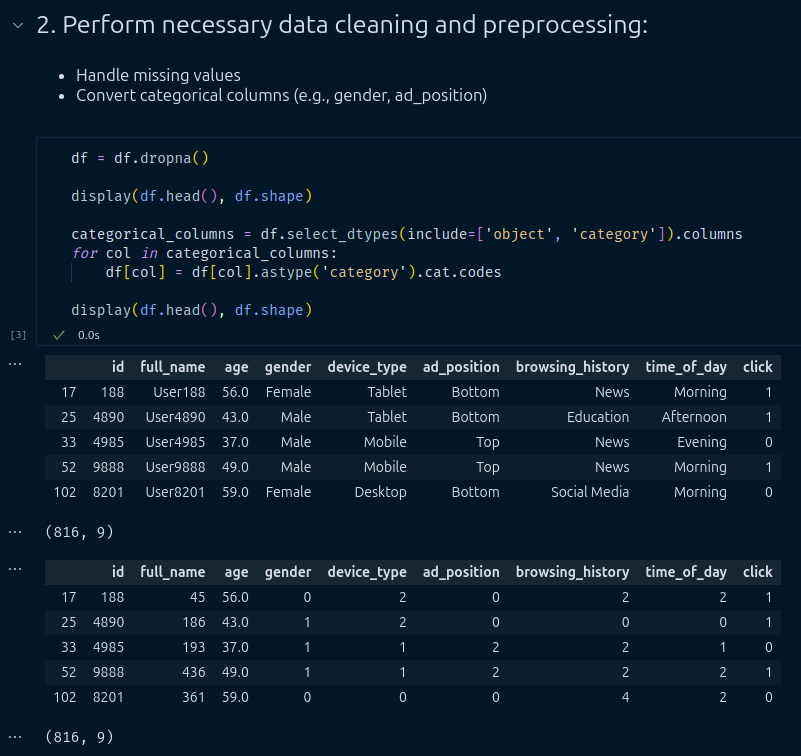 2. Perform necessary data cleaning and preprocessing:
• Handle missing values
• Convert categorical columns (e.g., gender, ad_position)
df = df.dropna()
display(df.head(), df.shape)
categorical_columns = df.select_dtypes(include=['object', 'category']).columns
for col in categorical_columns:
    df[col] = df[col].astype('category').cat.codes
display(df.head(), df.shape)
[3] ✓ 0.0s
... id full_name age gender device_type ad_position browsing_history time_of_day click
17 188 User188 56.0 Female Tablet Bottom News Morning 1
25 4890 User4890 43.0 Male Tablet Bottom Education Afternoon 1
33 4985 User4985 37.0 Male Mobile Top News Evening 0
52 9888 User9888 49.0 Male Mobile Top News Morning 1
102 8201 User8201 59.0 Female Desktop Bottom Social Media Morning 0
... (816, 9)
... id full_name age gender device_type ad_position browsing_history time_of_day click
17 188 45 56.0 0 2 0 2 2 1
25 4890 186 43.0 1 2 0 0 0 1
33 4985 193 37.0 1 1 2 2 1 0
52 9888 436 49.0 1 1 2 2 2 1
102 8201 361 59.0 0 0 0 4 2 0
... (816, 9)